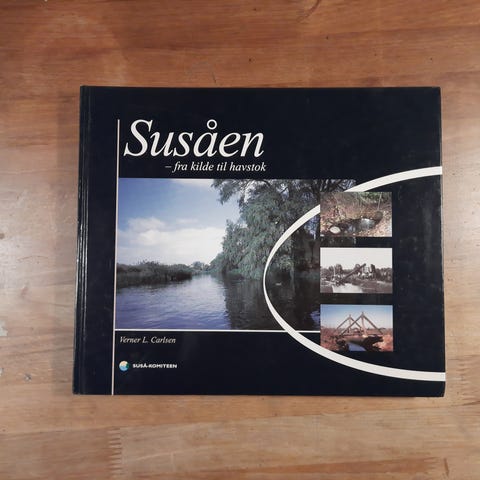 Susåen
– fra kilde til havstok
Verner L. Carlsen
SUSÅ-KOMITEEN